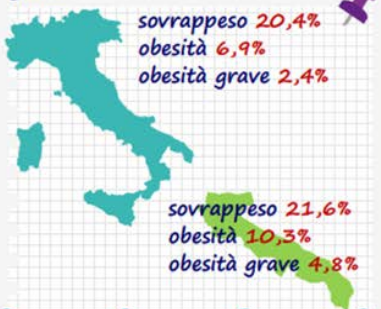 sovrappeso 20,4%
obesità 6,9%
obesità grave 2,4%
sovrappeso 21,6%
obesità 10,3%
obesità grave 4,8%